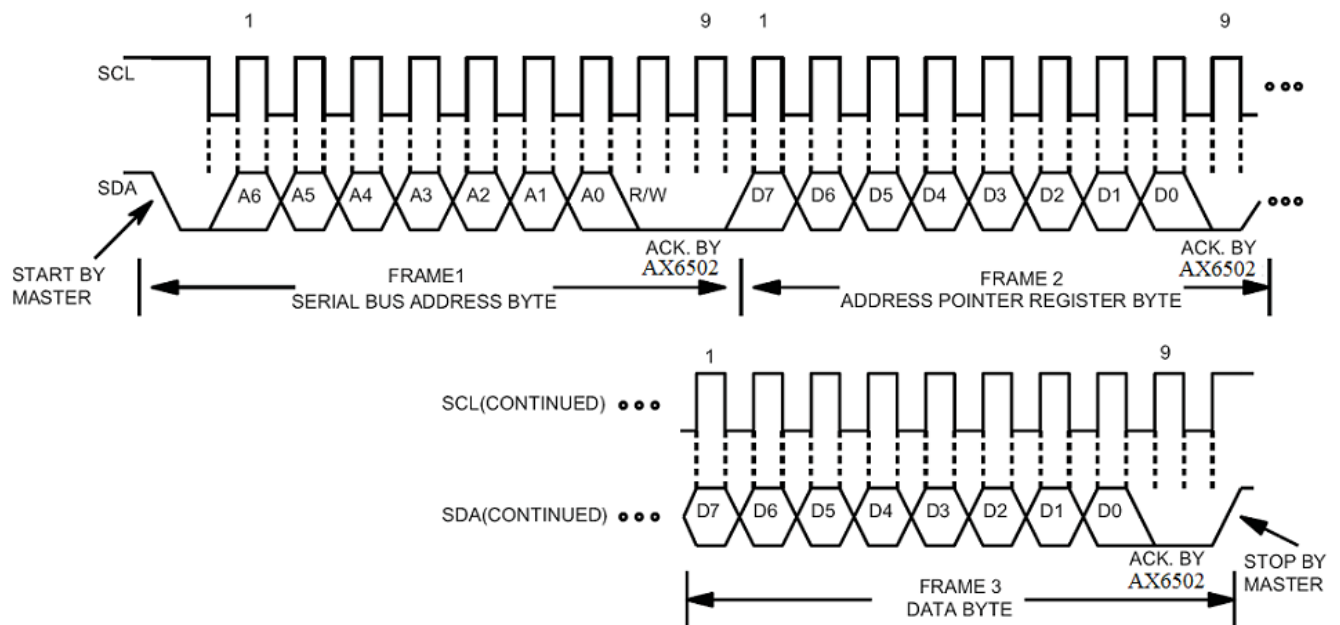 1 9 1 9
SCL
SDA A6 A5 A4 A3 A2 A1 A0 R/W D7 D6 D5 D4 D3 D2 D1 D0
START BY
MASTER
ACK. BY
AX6502
FRAME1
SERIAL BUS ADDRESS BYTE
ACK. BY
AX6502
FRAME 2
ADDRESS POINTER REGISTER BYTE
1 9
SCL(CONTINUED)
SDA(CONTINUED) D7 D6 D5 D4 D3 D2 D1 D0
ACK. BY
AX6502
STOP BY
MASTER
FRAME 3
DATA BYTE